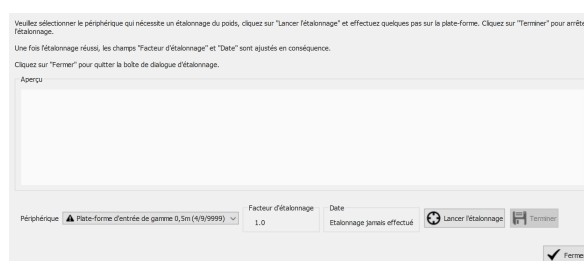 Veuillez sélectionner le périphérique qui nécessite un étalonnage du poids, cliquez sur "Lancer l'étalonnage" et effectuez quelques pas sur la plate-forme. Cliquez sur "Terminer" pour arrête
l'étalonnage.
Une fois l'étalonnage réussi, les champs "Facteur d'étalonnage" et "Date" sont ajustés en conséquence.
Cliquez sur "Fermer" pour quitter la boîte de dialogue d'étalonnage.
Aperçu
Facteur d'étalonnage Date
Périphérique Plate-forme d'entrée de gamme 0,5m (4/9/9999) 1.0 Etalonnage jamais effectué Lancer l'étalonnage Terminer
Fermer